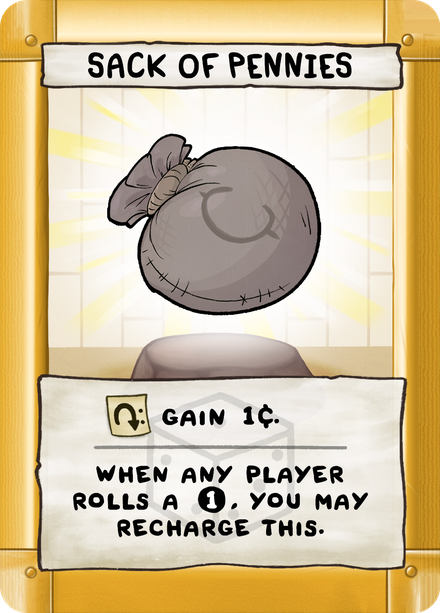 SACK OF PENNIES
GAIN 1¢.
WHEN ANY PLAYER
ROLLS A 1, YOU MAY
RECHARGE THIS.